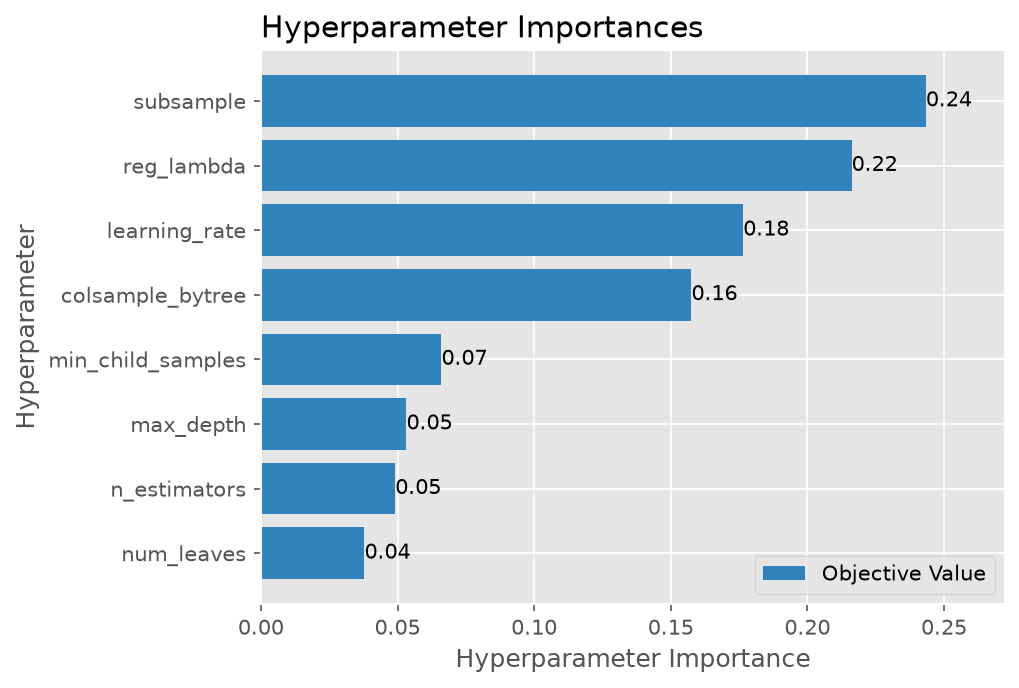 Hyperparameter Importances
subsample
0.24
reg_lambda
0.22
learning_rate
0.18
colsample_bytree
0.16
min_child_samples
0.07
max_depth
0.05
n_estimators
0.05
num_leaves
0.04
Hyperparameter
Objective Value
0.00 0.05 0.10 0.15 0.20 0.25
Hyperparameter Importance